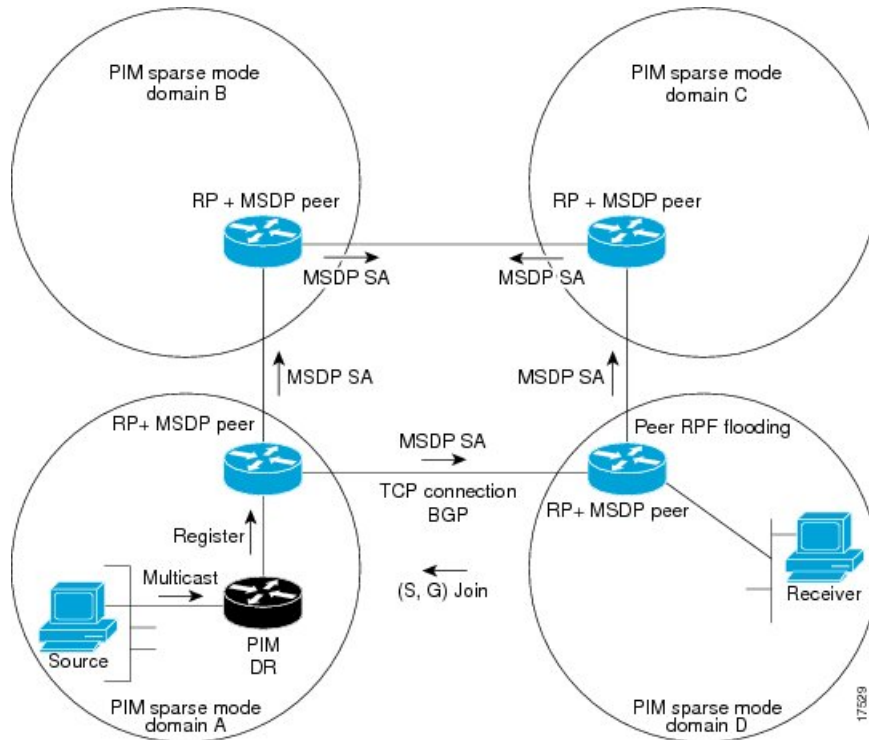 PIM sparse mode
domain B
PIM sparse mode
domain C
RP + MSDP peer
RP + MSDP peer
MSDP SA
MSDP SA
MSDP SA
MSDP SA
RP+ MSDP peer
MSDP SA
Peer RPF flooding
TCP connection
BGP
RP+ MSDP peer
Register
Multicast
(S, G) Join
Receiver
Source
PIM
DR
PIM sparse mode
domain A
PIM sparse mode
domain D
17529